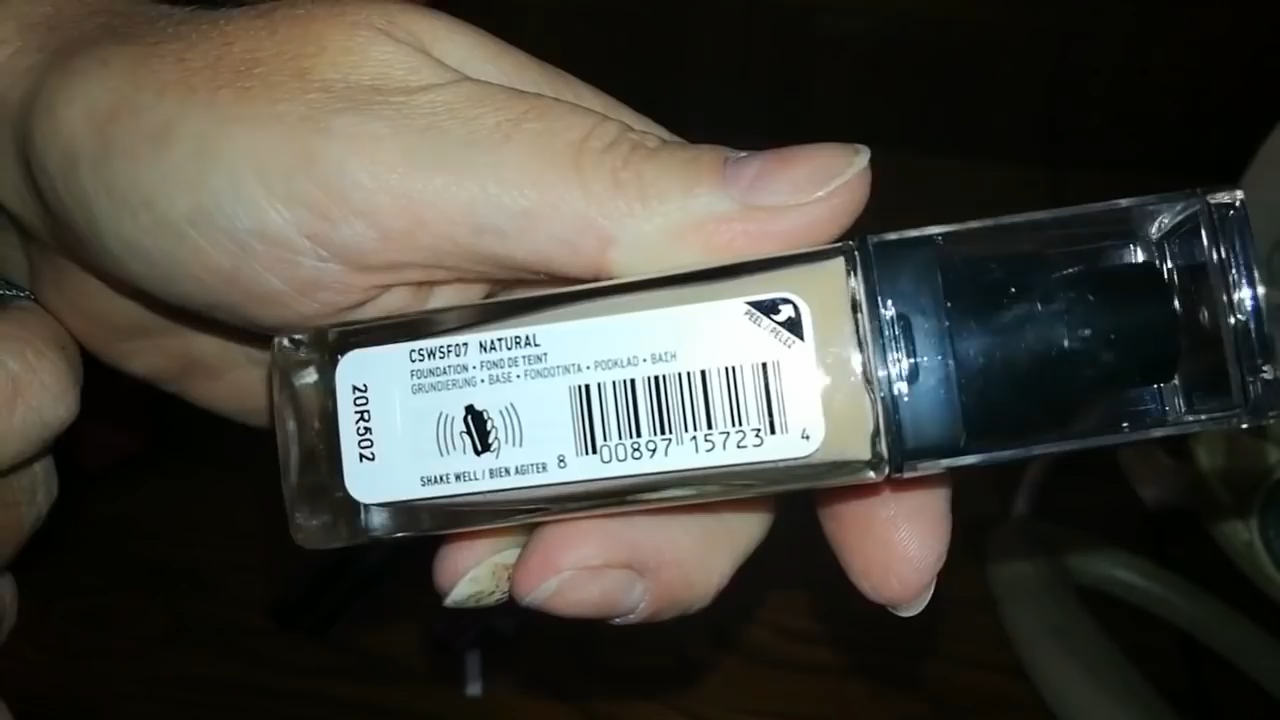 CSWSF07 NATURAL
FOUNDATION • FOND DE TEINT
GRUNDIERUNG • BASE • FONDOTINTA • PODKŁAD • ΒΑΣΗ
PEEL / PELEZ
20R502
SHAKE WELL / BIEN AGITER
8 00897 15723 4